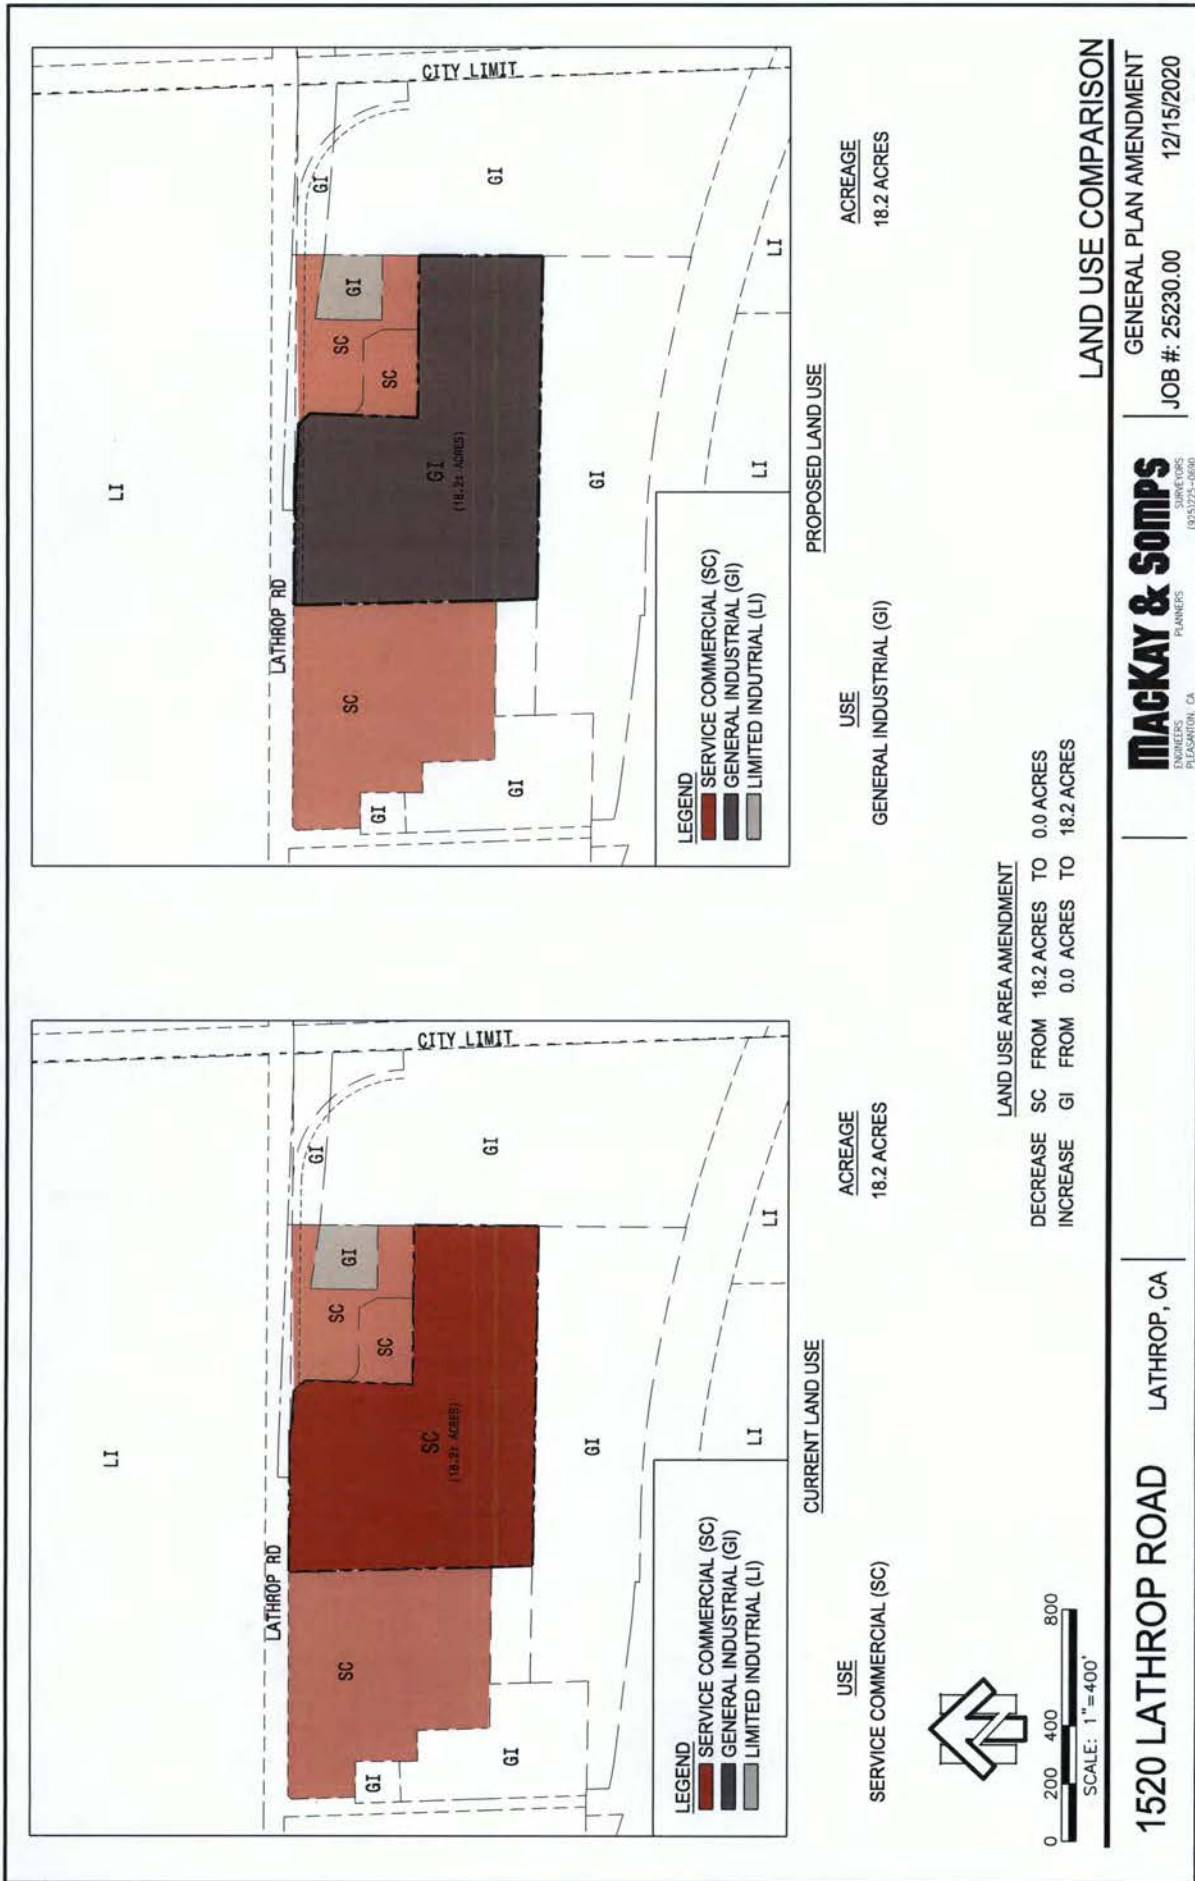 LI
LATHROP RD
SC
SC
SC
GI
GI
SC
(18.2± ACRES)
GI
GI
GI
GI
CITY LIMIT
LI
LI
LEGEND
SERVICE COMMERCIAL (SC)
GENERAL INDUSTRIAL (GI)
LIMITED INDUTRIAL (LI)
CURRENT LAND USE
USE
ACREAGE
SERVICE COMMERCIAL (SC)
18.2 ACRES
LI
LATHROP RD
SC
SC
SC
GI
GI
GI
(18.2± ACRES)
GI
GI
GI
GI
CITY LIMIT
LI
LI
LEGEND
SERVICE COMMERCIAL (SC)
GENERAL INDUSTRIAL (GI)
LIMITED INDUTRIAL (LI)
PROPOSED LAND USE
USE
ACREAGE
GENERAL INDUSTRIAL (GI)
18.2 ACRES
LAND USE AREA AMENDMENT
DECREASE SC FROM 18.2 ACRES TO 0.0 ACRES
INCREASE GI FROM 0.0 ACRES TO 18.2 ACRES
0 200 400 800
SCALE: 1"=400'
LAND USE COMPARISON
1520 LATHROP ROAD LATHROP, CA
MACKAY & SOMPS
ENGINEERS PLANNERS SURVEYORS
PLEASANTON, CA (925)225-0690
GENERAL PLAN AMENDMENT
JOB #: 25230.00 12/15/2020